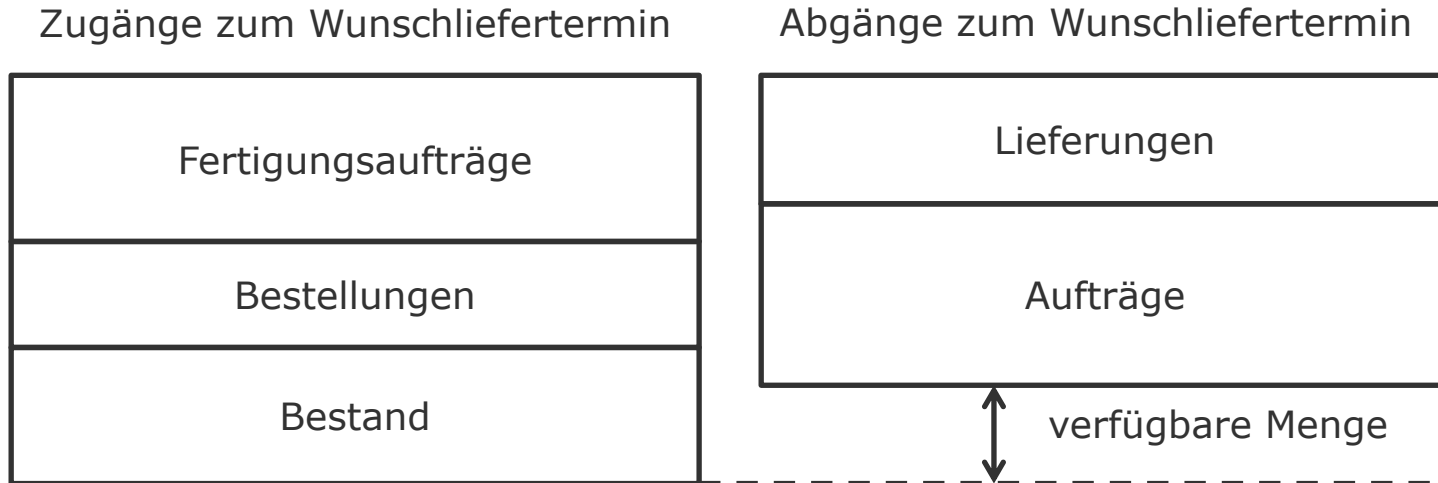 Zugänge zum Wunschliefertermin
Fertigungsaufträge
Bestellungen
Bestand
Abgänge zum Wunschliefertermin
Lieferungen
Aufträge
verfügbare Menge